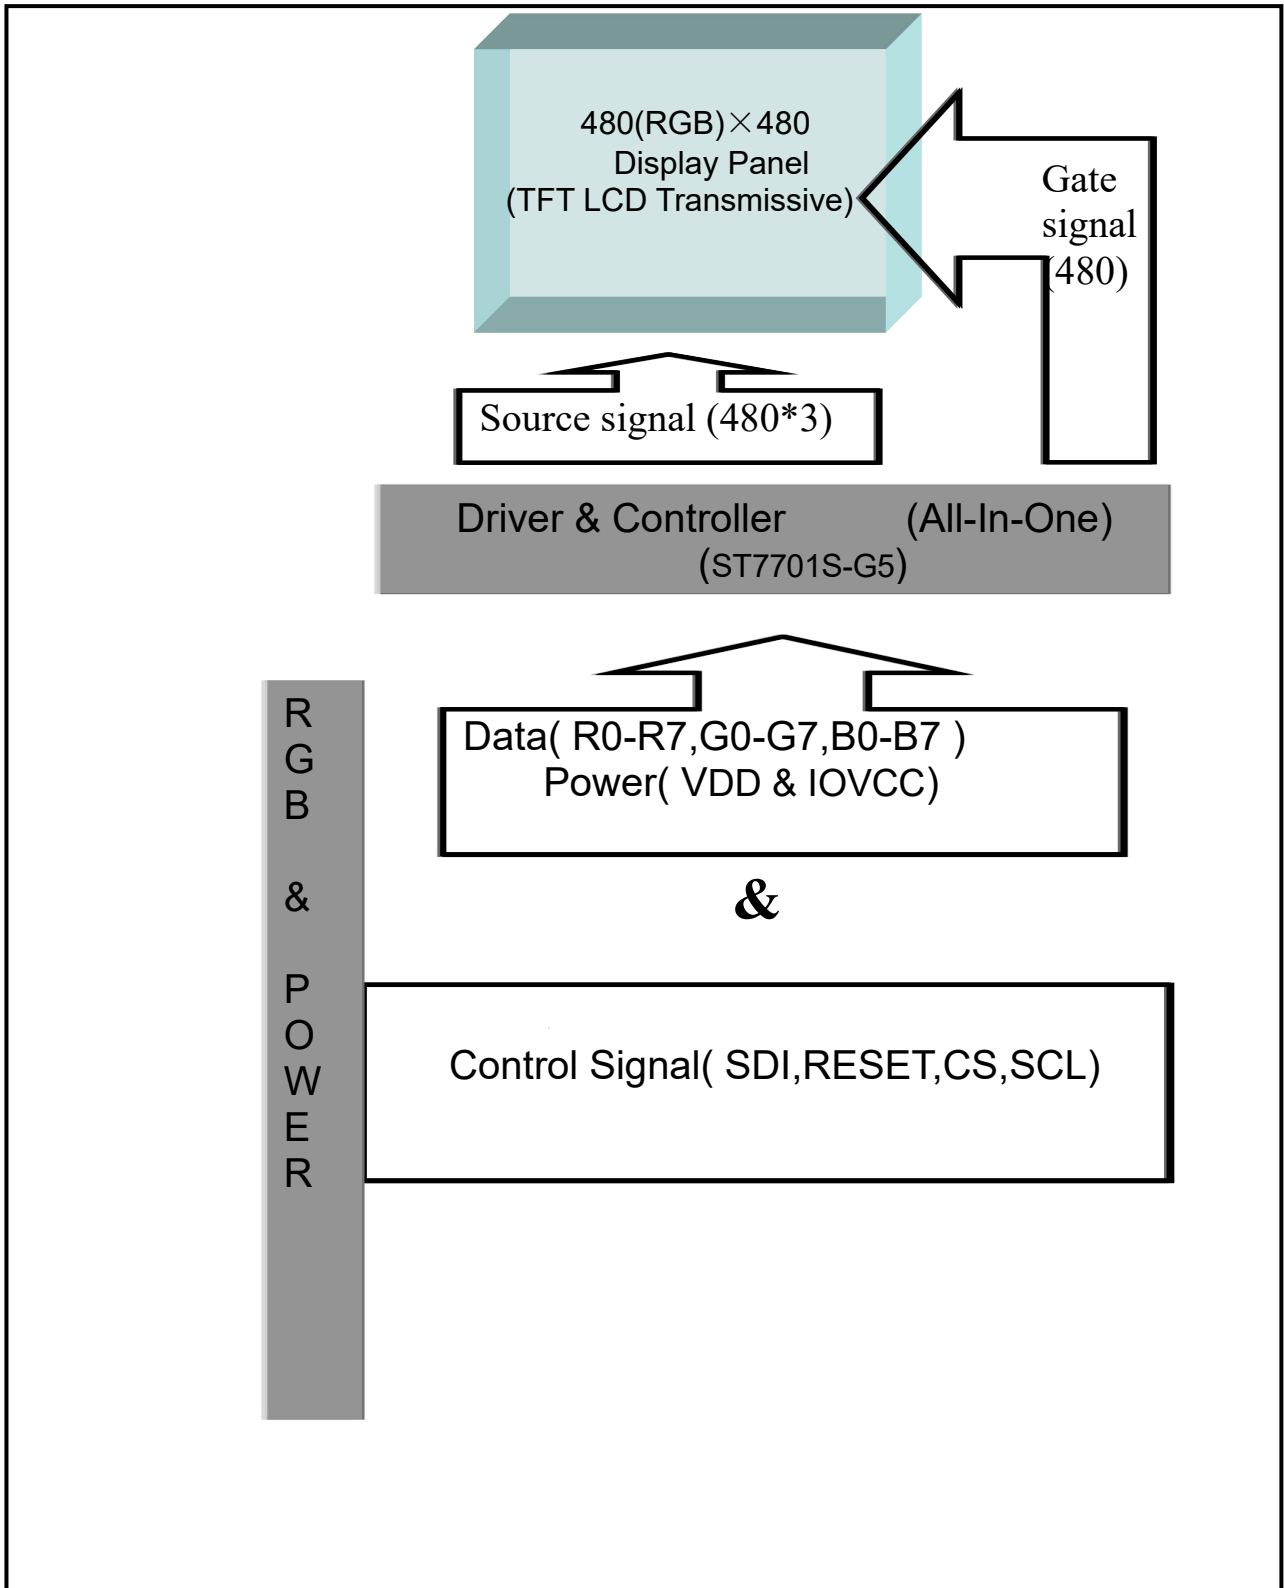 480(RGB)×480
Display Panel
(TFT LCD Transmissive)
Gate
signal
(480)
Source signal (480*3)
Driver & Controller (All-In-One)
(ST7701S-G5)
R
G
B
&
P
O
W
E
R
Data( R0-R7,G0-G7,B0-B7 )
Power( VDD & IOVCC)
&
Control Signal( SDI,RESET,CS,SCL)